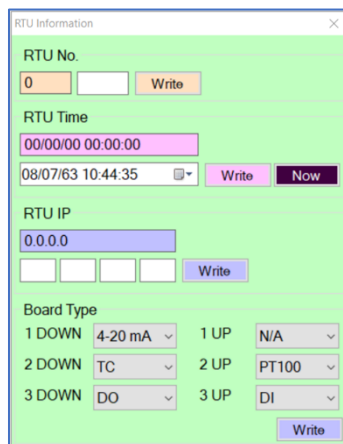 RTU Information
RTU No.
0 Write
RTU Time
00/00/00 00:00:00
08/07/63 10:44:35 Write Now
RTU IP
0.0.0.0
Write
Board Type
1 DOWN 4-20 mA 1 UP N/A
2 DOWN TC 2 UP PT100
3 DOWN DO 3 UP DI
Write